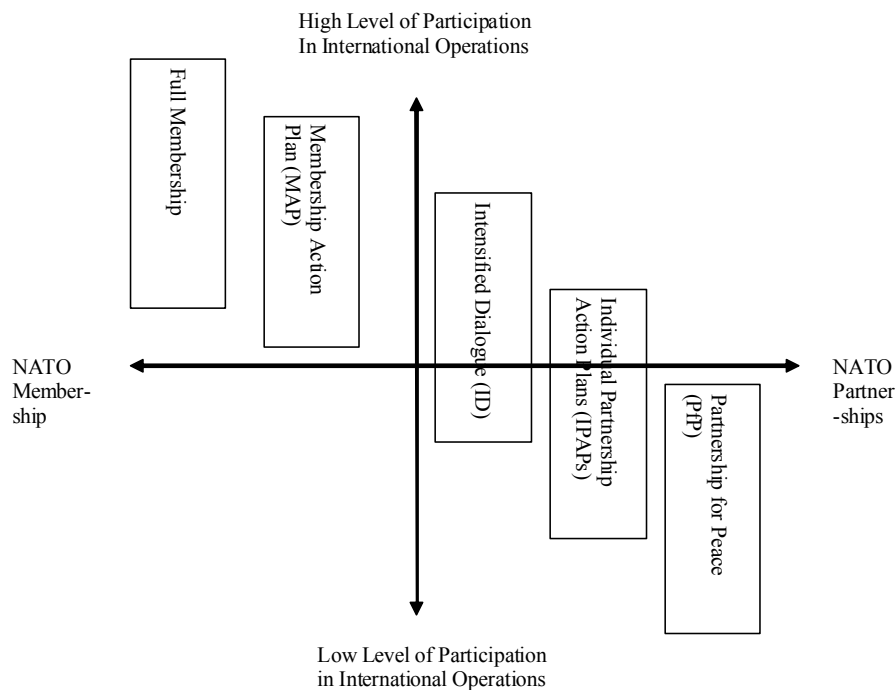 High Level of Participation
In International Operations
Full Membership
Membership Action
Plan (MAP)
Intensified Dialogue (ID)
Individual Partnership
Action Plans (IPAPs)
Partnership for Peace
(PfP)
NATO
Member-
ship
NATO
Partner
-ships
Low Level of Participation
in International Operations